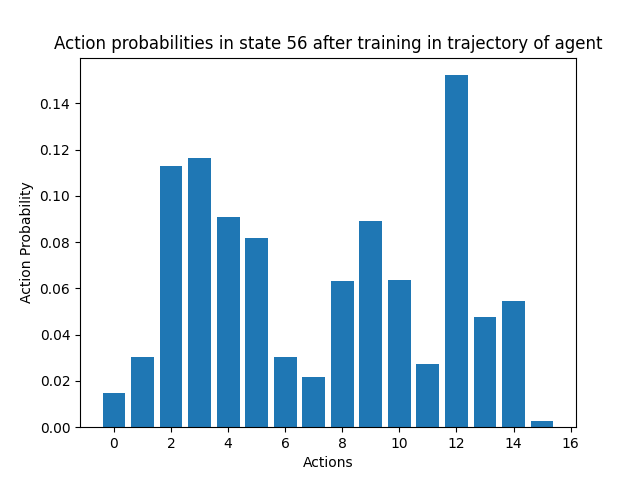 Action probabilities in state 56 after training in trajectory of agent
0.14
0.12
0.10
0.08
0.06
0.04
0.02
0.00
Action Probability
0 2 4 6 8 10 12 14 16
Actions